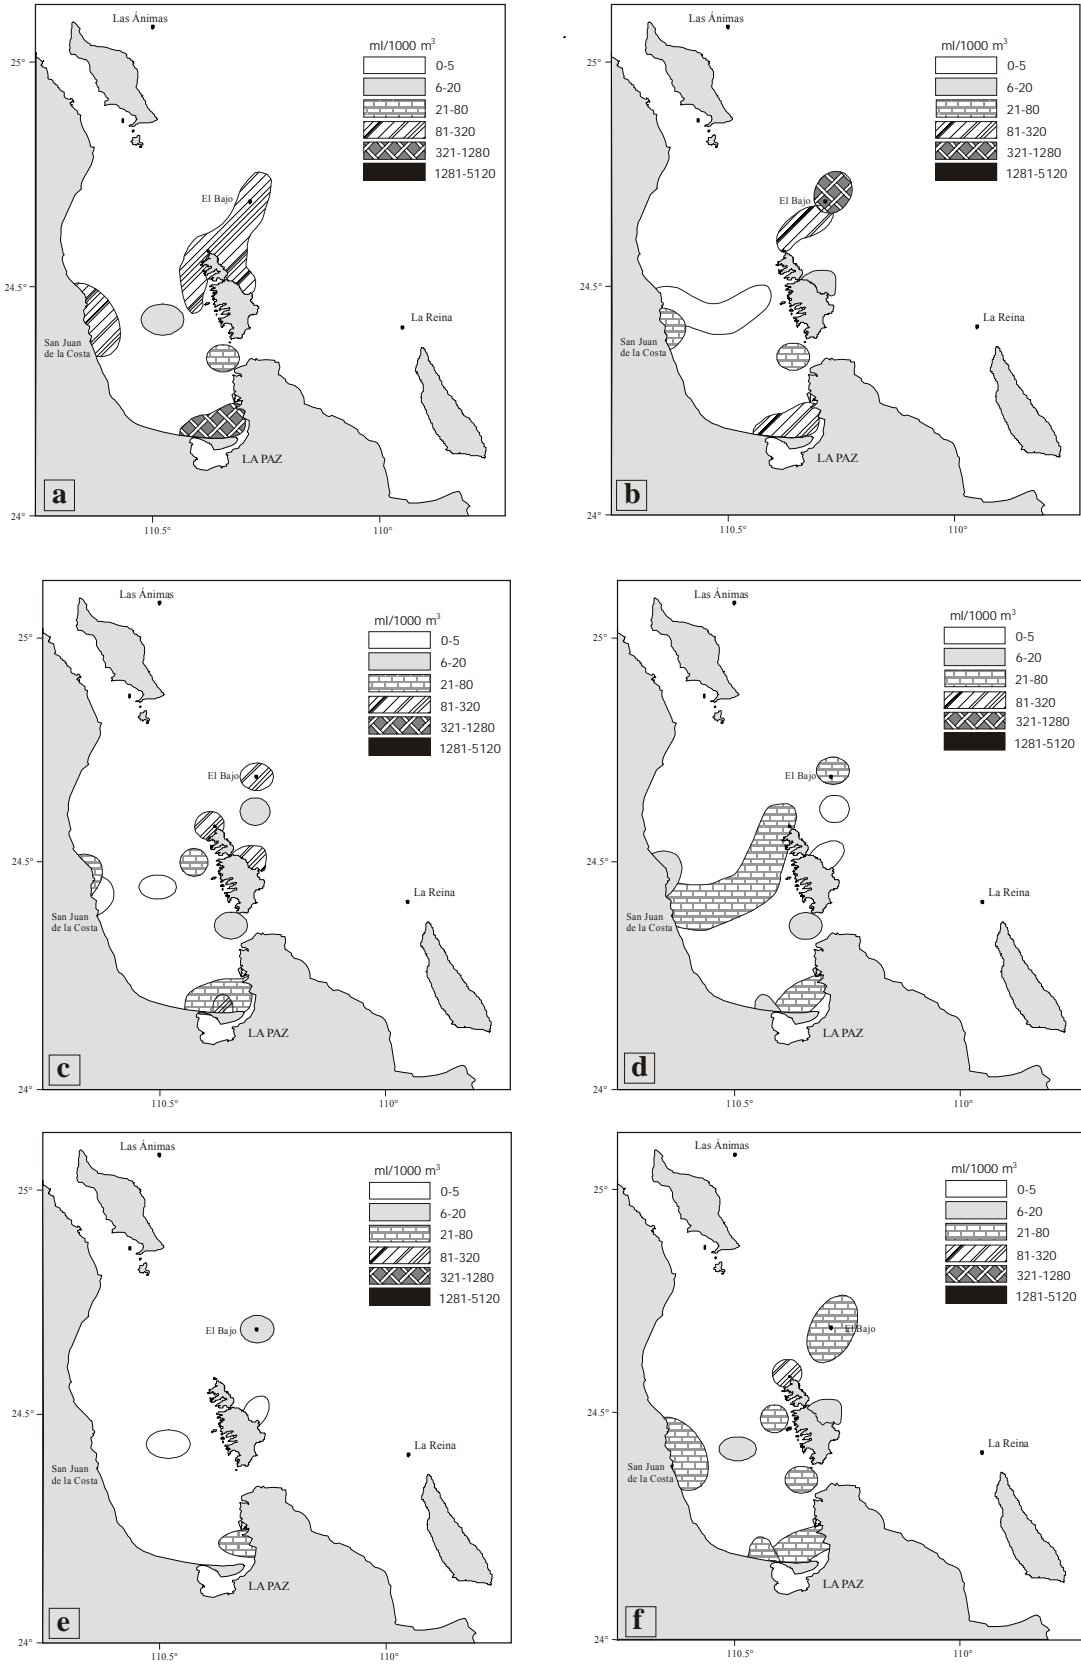 Las Ánimas
ml/1000 m³
0-5
25°
6-20
21-80
81-320
321-1280
1281-5120
El Bajo
24.5°
La Reina
San Juan
de la Costa
LA PAZ
a
24°
110.5°
110°
Las Ánimas
ml/1000 m³
0-5
25°
6-20
21-80
81-320
321-1280
1281-5120
El Bajo
24.5°
La Reina
San Juan
de la Costa
LA PAZ
b
24°
110.5°
110°
Las Ánimas
ml/1000 m³
0-5
25°
6-20
21-80
81-320
321-1280
1281-5120
El Bajo
24.5°
La Reina
San Juan
de la Costa
LA PAZ
c
24°
110.5°
110°
Las Ánimas
ml/1000 m³
0-5
25°
6-20
21-80
81-320
321-1280
1281-5120
El Bajo
24.5°
La Reina
San Juan
de la Costa
LA PAZ
d
24°
110.5°
110°
Las Ánimas
ml/1000 m³
0-5
25°
6-20
21-80
81-320
321-1280
1281-5120
El Bajo
24.5°
La Reina
San Juan
de la Costa
LA PAZ
e
24°
110.5°
110°
Las Ánimas
ml/1000 m³
0-5
25°
6-20
21-80
81-320
321-1280
1281-5120
El Bajo
24.5°
La Reina
San Juan
de la Costa
LA PAZ
f
24°
110.5°
110°